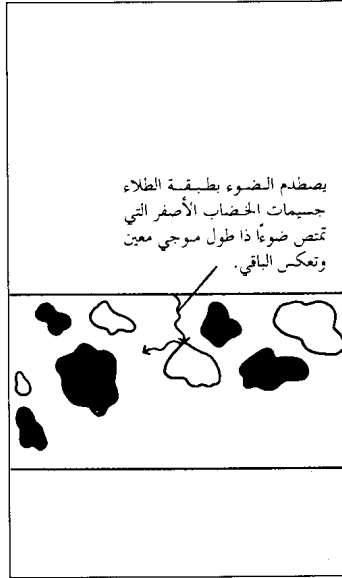 يصطدم الضوء بطبقة الطلاء
جسيمات الخضاب الأصفر التي
تمتص ضوءًا ذا طول موجي معين
وتعكس الباقي.